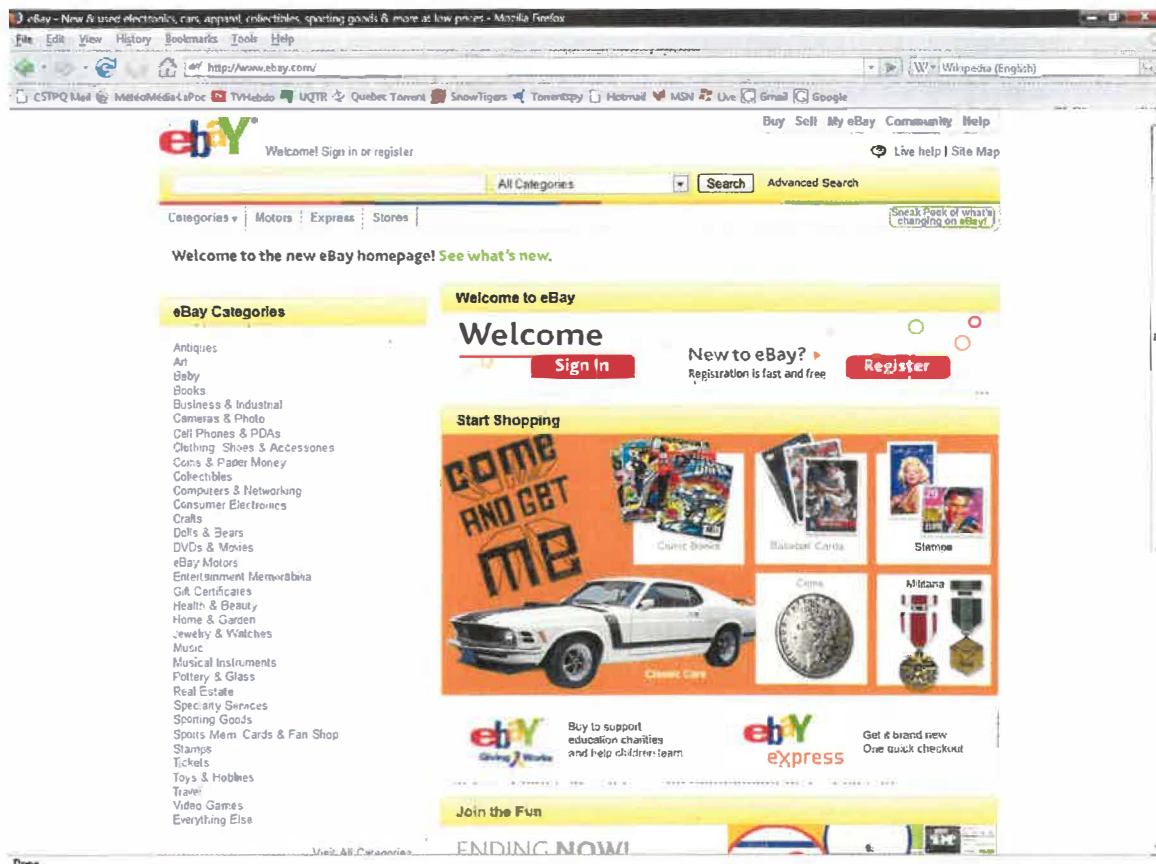 eBay - New & used electronics, cars, apparel, collectibles, sporting goods & more at low prices - Mozilla Firefox
File Edit View History Bookmarks Tools Help
http://www.ebay.com/
Wikipedia (English)
CSTPQ Mail MétéoMédia-LaPoc TVHebdo UQTR Quebec Torrent SnowTigers Torrentspy Hotmail MSN Live Gmail Google
Buy Sell My eBay Community Help
ebaY
Welcome! Sign in or register
Live help | Site Map
All Categories
Search
Advanced Search
Categories Motors Express Stores
Sneak Peek of what's
changing on eBay!
Welcome to the new eBay homepage! See what's new.
eBay Categories
Antiques
Art
Baby
Books
Business & Industrial
Cameras & Photo
Cell Phones & PDAs
Clothing, Shoes & Accessories
Coins & Paper Money
Collectibles
Computers & Networking
Consumer Electronics
Crafts
Dolls & Bears
DVDs & Movies
eBay Motors
Entertainment Memorabilia
Gift Certificates
Health & Beauty
Home & Garden
Jewelry & Watches
Music
Musical Instruments
Pottery & Glass
Real Estate
Specialty Services
Sporting Goods
Sports Mem, Cards & Fan Shop
Stamps
Tickets
Toys & Hobbies
Travel
Video Games
Everything Else
Visit All Categories
Welcome to eBay
Welcome
Sign In
New to eBay?
Registration is fast and free
Register
Start Shopping
COME
AND GET
ME
Comic Books
Baseball Cards
Stamps
29
ELVIS
Coins
Militaria
Classic Cars
ebaY
Giving Works
Buy to support
education charities
and help children learn
ebaY
express
Get it brand new
One quick checkout
Join the Fun
ENDING NOW!
Done